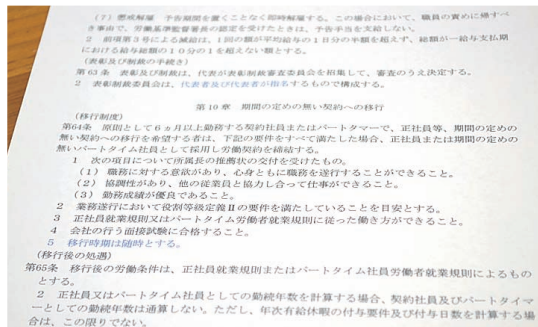 (7) 懲戒解雇 予告期間を置くことなく即時解雇する。この場合において、職員の責めに帰すべ
き事由で、労働基準監督署長の認定を受けたときは、予告手当を支給しない。
2 前項第3号による減給は、1回の額が平均給与の1日分の半額を超えず、総額が一給与支払期
における給与総額の10分の1を超えない額とする。
(表彰及び制裁の手続き)
第63条 表彰及び制裁は、代表が表彰制裁審査委員会を招集して、審査のうえ決定する。
2 表彰制裁委員会は、代表者及び代表者が指名するもので構成する。
第10章 期間の定めの無い契約への移行
(移行制度)
第64条 原則として6ヵ月以上勤務する契約社員またはパートタマーで、正社員等、期間の定めの
無い契約への移行を希望する者は、下記の要件をすべて満たした場合、正社員または期間の定めの
無いパートタイム社員として採用し労働契約を締結する。
1 次の項目について所属長の推薦状の交付を受けたもの。
(1) 職務に対する意欲があり、心身ともに職務を遂行することができること。
(2) 協調性があり、他の従業員と協力し合って仕事ができること。
(3) 勤務成績が優良であること。
2 業務遂行において役割等級定義Ⅱの要件を満たしていることを目安とする。
3 正社員就業規則又はパートタイム労働者就業規則に従った働き方ができること。
4 会社の行う面接試験に合格すること。
5 移行時期は随時とする。
(移行後の処遇)
第65条 移行後の労働条件は、正社員就業規則またはパートタイム社員労働者就業規則によるもの
とする。
2 正社員又はパートタイム社員としての勤続年数を計算する場合、契約社員及びパートタイマ
ーとしての勤続年数は通算しない。ただし、年次有給休暇の付与要件及び付与日数を計算する場
合は、この限りでない。